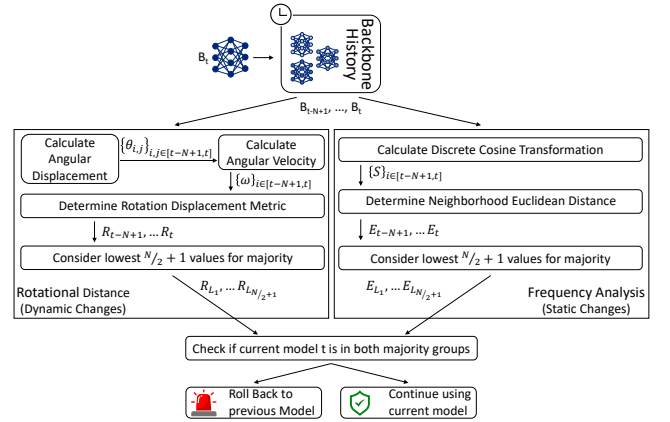 B_t
Backbone
History
B_{t-N+1}, ..., B_t
Calculate
Angular
Displacement
{θ_{i,j}}_{i,j∈[t−N+1,t]}
Calculate
Angular Velocity
{ω}_{i∈[t−N+1,t]}
Determine Rotation Displacement Metric
R_{t−N+1}, … R_t
Consider lowest N/2 + 1 values for majority
Rotational Distance
(Dynamic Changes)
R_{L_1}, … R_{L_{N/2+1}}
Calculate Discrete Cosine Transformation
{S}_{i∈[t−N+1,t]}
Determine Neighborhood Euclidean Distance
E_{t−N+1}, … E_t
Consider lowest N/2 + 1 values for majority
E_{L_1}, … E_{L_{N/2+1}}
Frequency Analysis
(Static Changes)
Check if current model t is in both majority groups
Roll Back to
previous Model
Continue using
current model